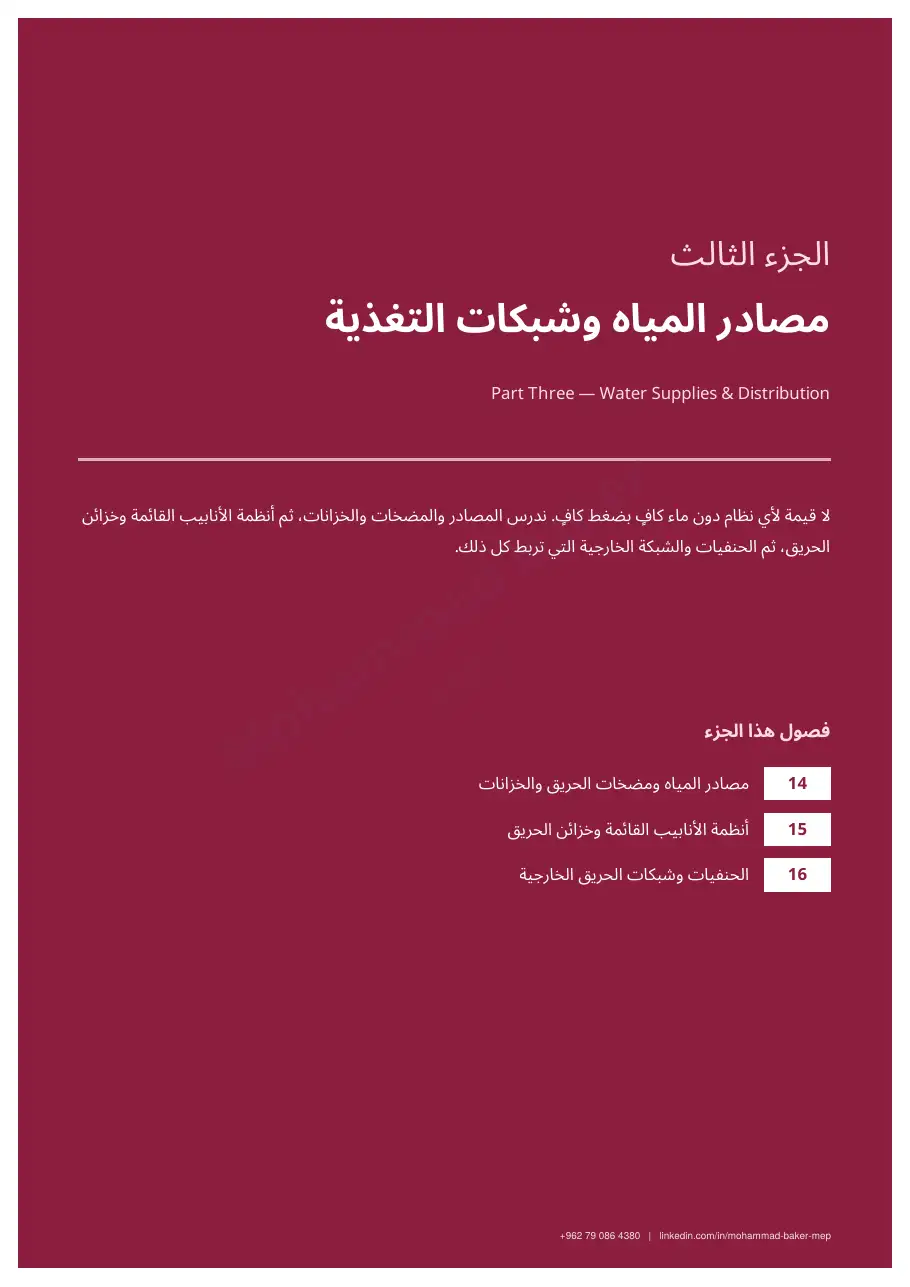 الجزء الثالث
مصادر المياه وشبكات التغذية
Part Three — Water Supplies & Distribution
لا قيمة لأي نظام دون ماء كافٍ بضغط كافٍ. ندرس المصادر والمضخات والخزانات، ثم أنظمة الأنابيب القائمة وخزائن
الحريق، ثم الحنفيات والشبكة الخارجية التي تربط كل ذلك.
فصول هذا الجزء
14 مصادر المياه ومضخات الحريق والخزانات
15 أنظمة الأنابيب القائمة وخزائن الحريق
16 الحنفيات وشبكات الحريق الخارجية
+962 79 086 4380 | linkedin.com/in/mohammad-baker-mep